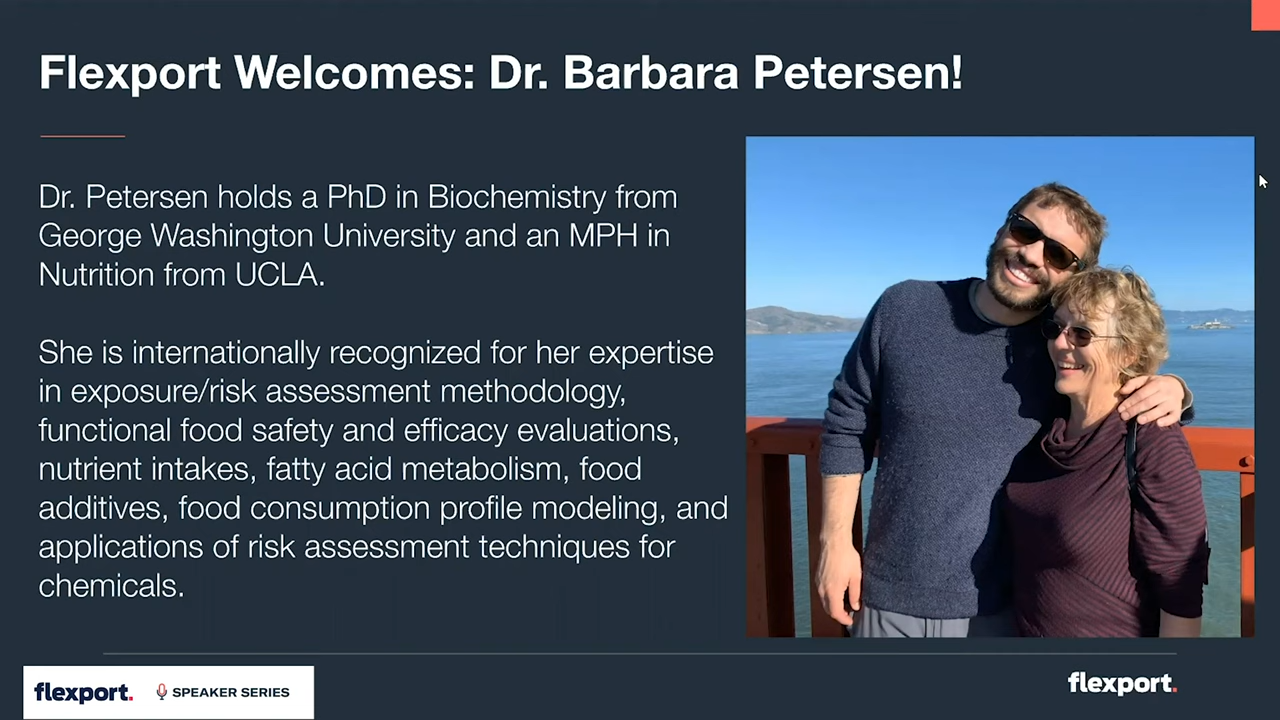 Flexport Welcomes: Dr. Barbara Petersen!
Dr. Petersen holds a PhD in Biochemistry from
George Washington University and an MPH in
Nutrition from UCLA.
She is internationally recognized for her expertise
in exposure/risk assessment methodology,
functional food safety and efficacy evaluations,
nutrient intakes, fatty acid metabolism, food
additives, food consumption profile modeling, and
applications of risk assessment techniques for
chemicals.
flexport. SPEAKER SERIES
flexport.